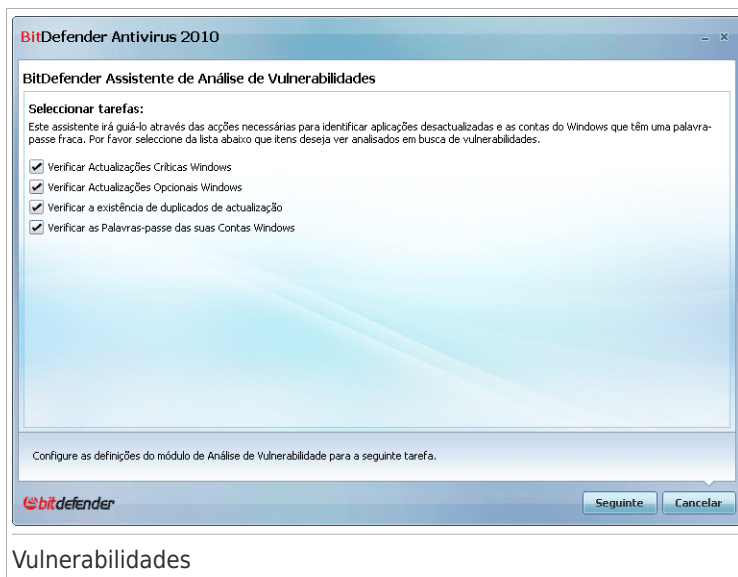 BitDefender Antivirus 2010
BitDefender Assistente de Análise de Vulnerabilidades
Seleccionar tarefas:
Este assistente irá guiá-lo através das acções necessárias para identificar aplicações desactualizadas e as contas do Windows que têm uma palavra-
passe fraca. Por favor seleccione da lista abaixo que itens deseja ver analisados em busca de vulnerabilidades.
Verificar Actualizações Críticas Windows
Verificar Actualizações Opcionais Windows
Verificar a existência de duplicados de actualização
Verificar as Palavras-passe das suas Contas Windows
Configure as definições do módulo de Análise de Vulnerabilidade para a seguinte tarefa.
bitdefender
Seguinte
Cancelar
Vulnerabilidades